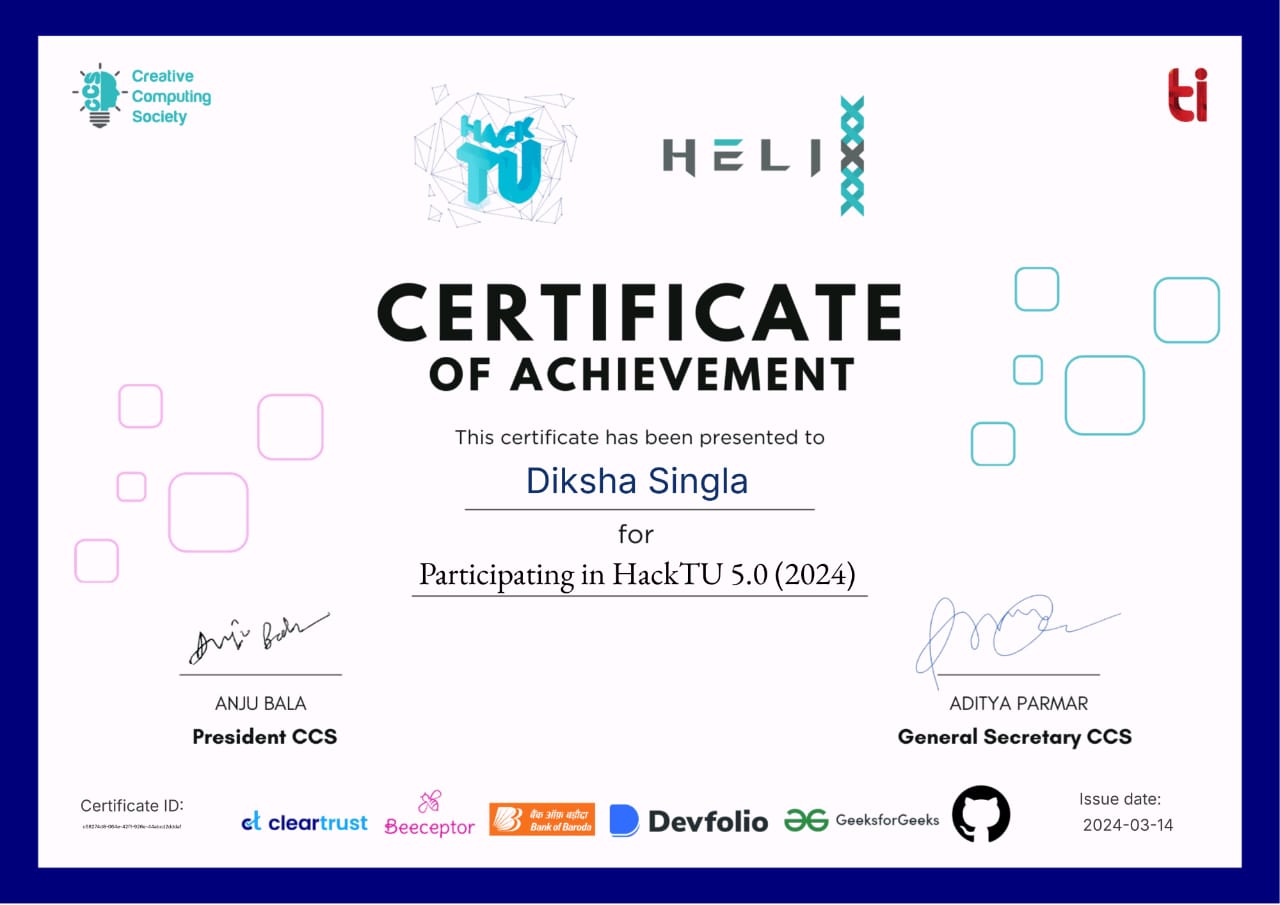 CCS
Creative
Computing
Society
HACK
TU
HELIX
ti
CERTIFICATE
OF ACHIEVEMENT
This certificate has been presented to
Diksha Singla
for
Participating in HackTU 5.0 (2024)
Anju Bala
ANJU BALA
President CCS
ADITYA PARMAR
General Secretary CCS
Certificate ID:
ct cleartrust
Beeceptor
बैंक ऑफ़ बड़ौदा
Bank of Baroda
Devfolio
GeeksforGeeks
Issue date:
2024-03-14